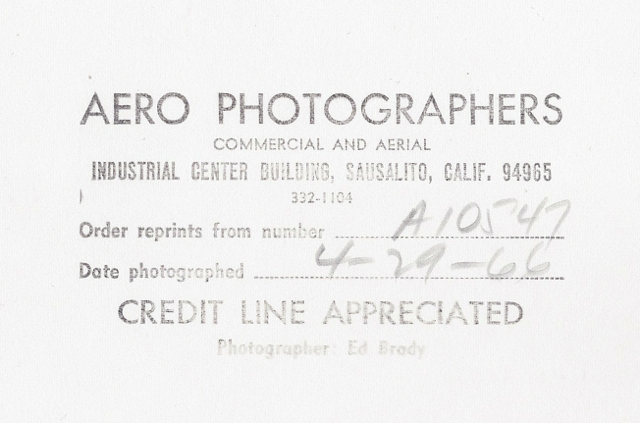 AERO PHOTOGRAPHERS
COMMERCIAL AND AERIAL
INDUSTRIAL CENTER BUILDING, SAUSALITO, CALIF. 94965
332-1104
Order reprints from number A10547
Date photographed 4-29-66
CREDIT LINE APPRECIATED
Photographer: Ed Brady